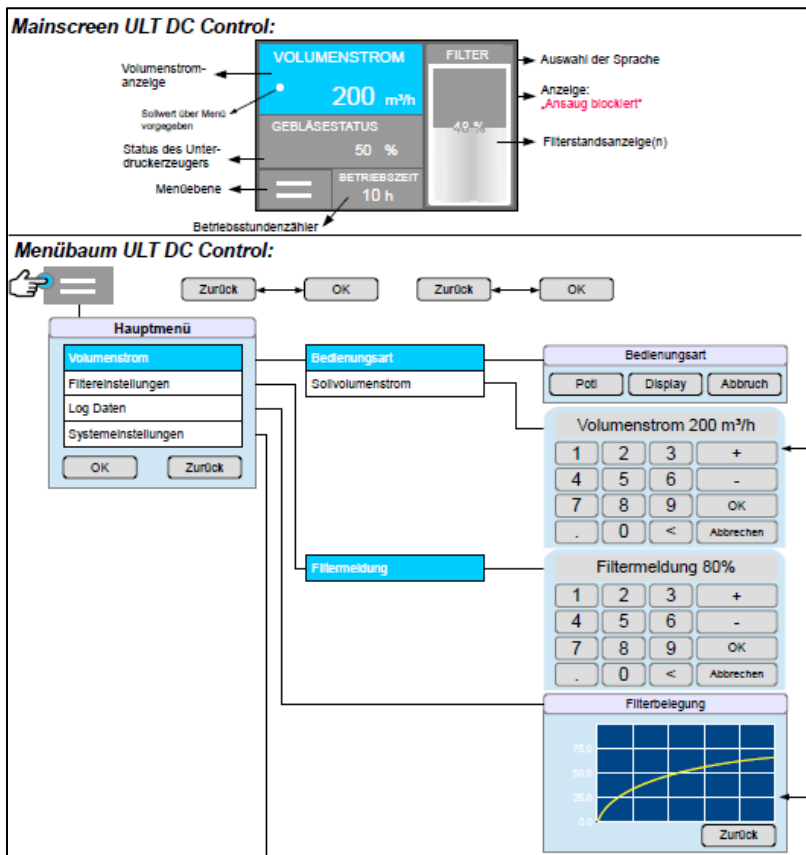 Mainscreen ULT DC Control:
Volumenstrom-
anzeige
Sollwert über Menü
vorgegeben
Status des Unter-
druckerzeugers
Menüebene
Betriebsstundenzähler
VOLUMENSTROM
200 m³/h
GEBLÄSESTATUS
50 %
BETRIEBSZEIT
10 h
FILTER
48 %
Auswahl der Sprache
Anzeige:
„Ansaug blockiert"
Filterstandsanzeige(n)
Menübaum ULT DC Control:
Zurück OK Zurück OK
Hauptmenü
Volumenstrom
Filtereinstellungen
Log Daten
Systemeinstellungen
OK Zurück
Bedienungsart
Sollvolumenstrom
Bedienungsart
Poti Display Abbruch
Volumenstrom 200 m³/h
1 2 3 +
4 5 6 -
7 8 9 OK
. 0 < Abbrechen
Filtermeldung
Filtermeldung 80%
1 2 3 +
4 5 6 -
7 8 9 OK
. 0 < Abbrechen
Filterbelegung
75.0
50.0
25.0
0.0
Zurück